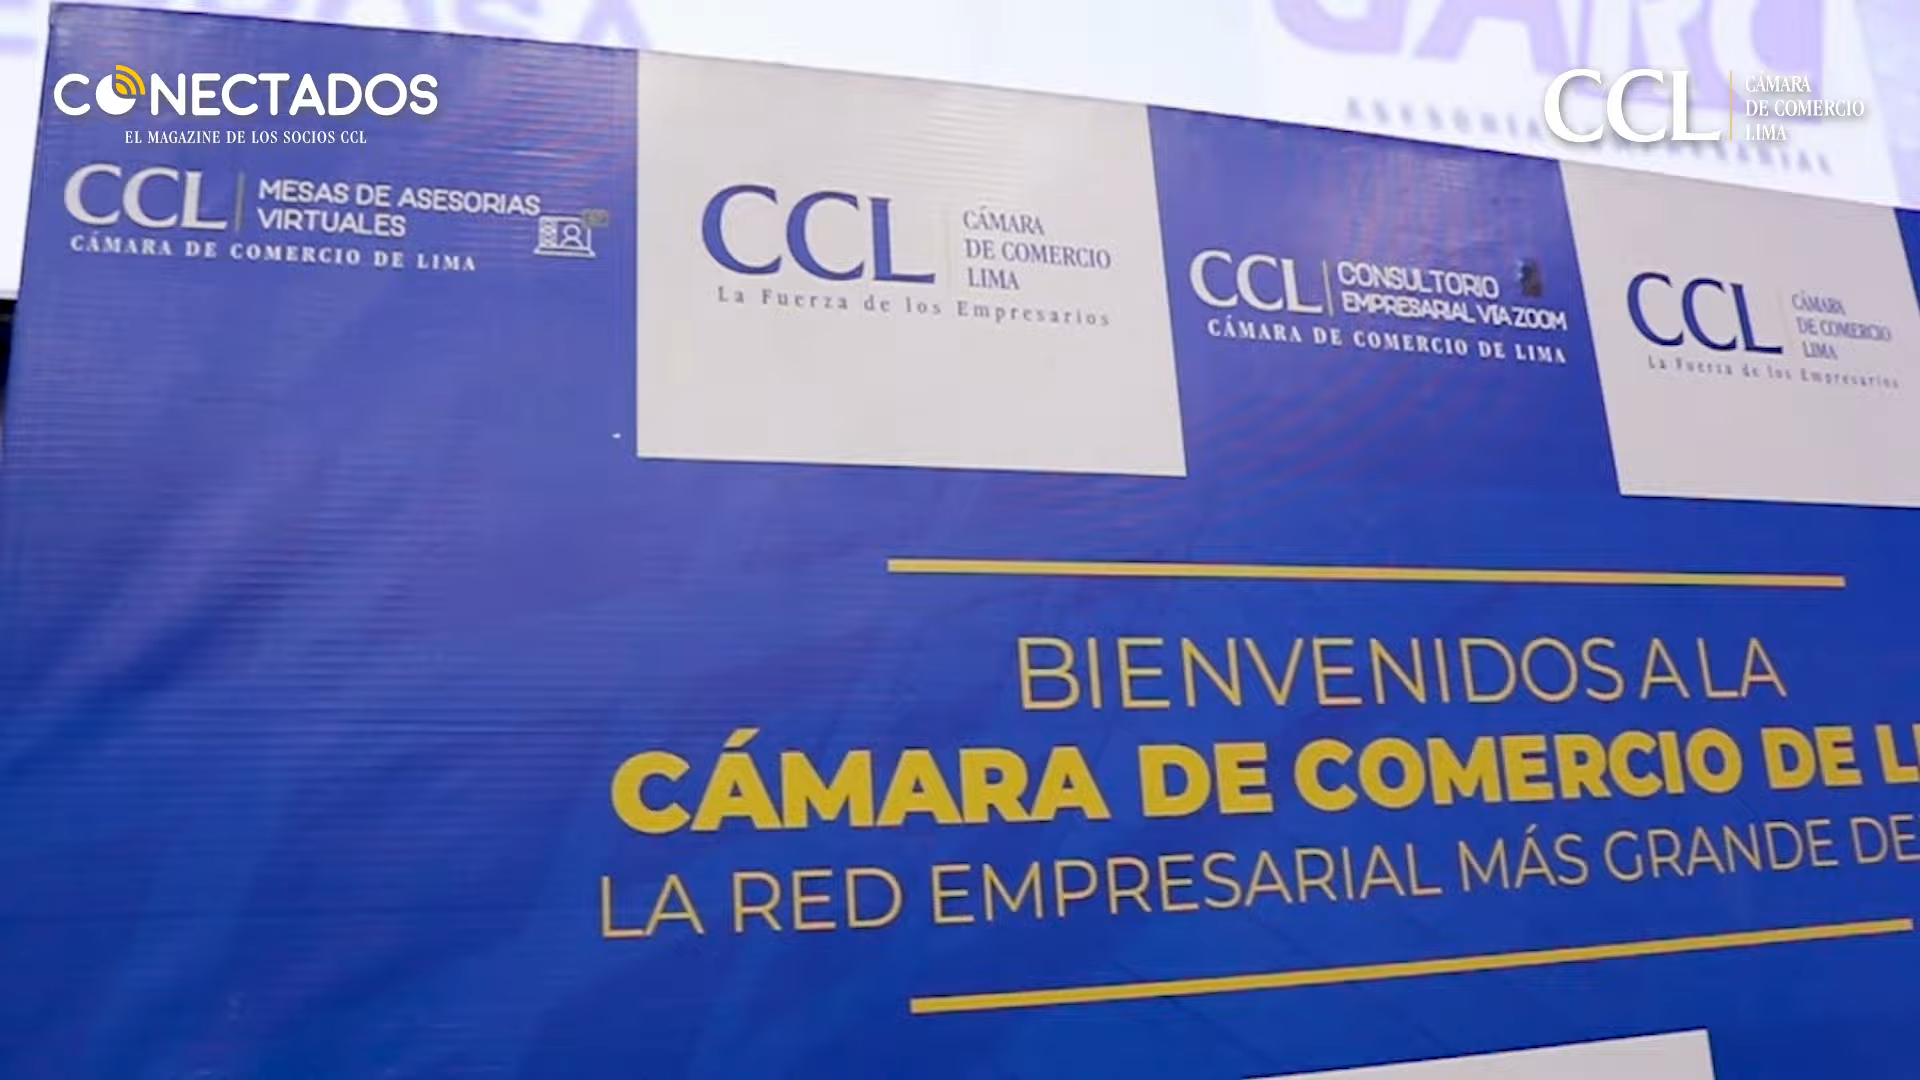 CONECTADOS
EL MAGAZINE DE LOS SOCIOS CCL
CCL CÁMARA
DE COMERCIO
LIMA
CCL MESAS DE ASESORIAS
VIRTUALES
CÁMARA DE COMERCIO DE LIMA
CCL CÁMARA
DE COMERCIO
LIMA
La Fuerza de los Empresarios
CCL CONSULTORIO
EMPRESARIAL VÍA ZOOM
CÁMARA DE COMERCIO DE LIMA
CCL CÁMARA
DE COMERCIO
LIMA
La Fuerza de los Empresarios
BIENVENIDOS A LA
CÁMARA DE COMERCIO DE LI
LA RED EMPRESARIAL MÁS GRANDE DE